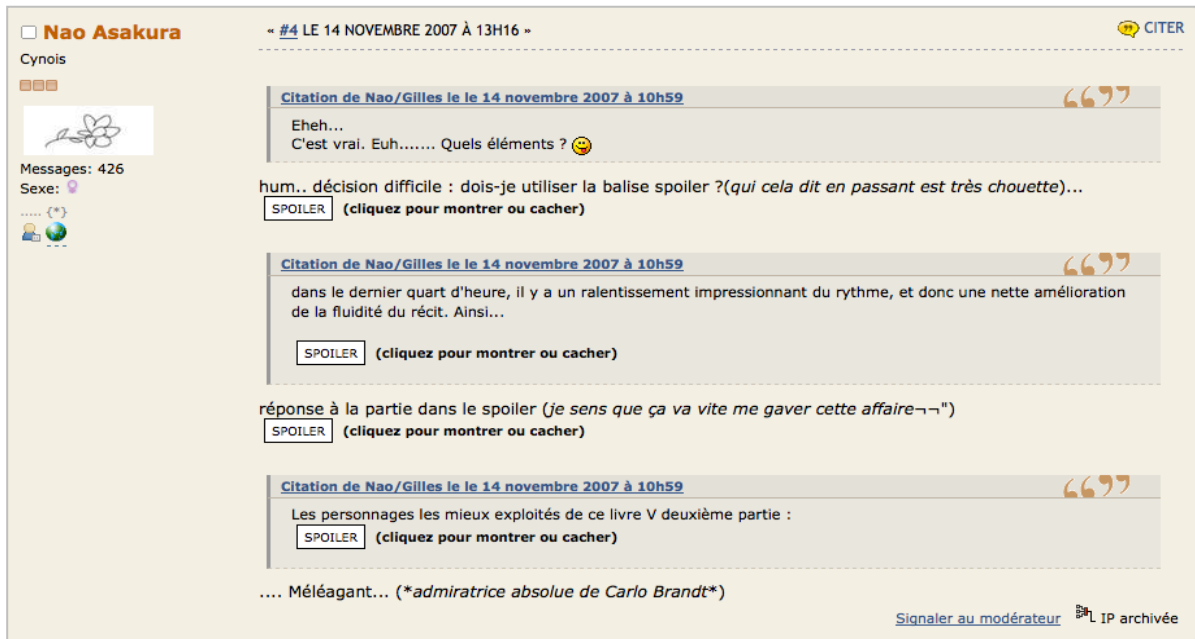 Nao Asakura
Cynois
Messages: 426
Sexe:
..... {*}
« #4 LE 14 NOVEMBRE 2007 À 13H16 »
CITER
Citation de Nao/Gilles le le 14 novembre 2007 à 10h59
Eheh...
C'est vrai. Euh....... Quels éléments ?
hum.. décision difficile : dois-je utiliser la balise spoiler ?(qui cela dit en passant est très chouette)...
SPOILER (cliquez pour montrer ou cacher)
Citation de Nao/Gilles le le 14 novembre 2007 à 10h59
dans le dernier quart d'heure, il y a un ralentissement impressionnant du rythme, et donc une nette amélioration
de la fluidité du récit. Ainsi...
SPOILER (cliquez pour montrer ou cacher)
réponse à la partie dans le spoiler (je sens que ça va vite me gaver cette affaire¬¬")
SPOILER (cliquez pour montrer ou cacher)
Citation de Nao/Gilles le le 14 novembre 2007 à 10h59
Les personnages les mieux exploités de ce livre V deuxième partie :
SPOILER (cliquez pour montrer ou cacher)
.... Méléagant... (*admiratrice absolue de Carlo Brandt*)
Signaler au modérateur IP archivée